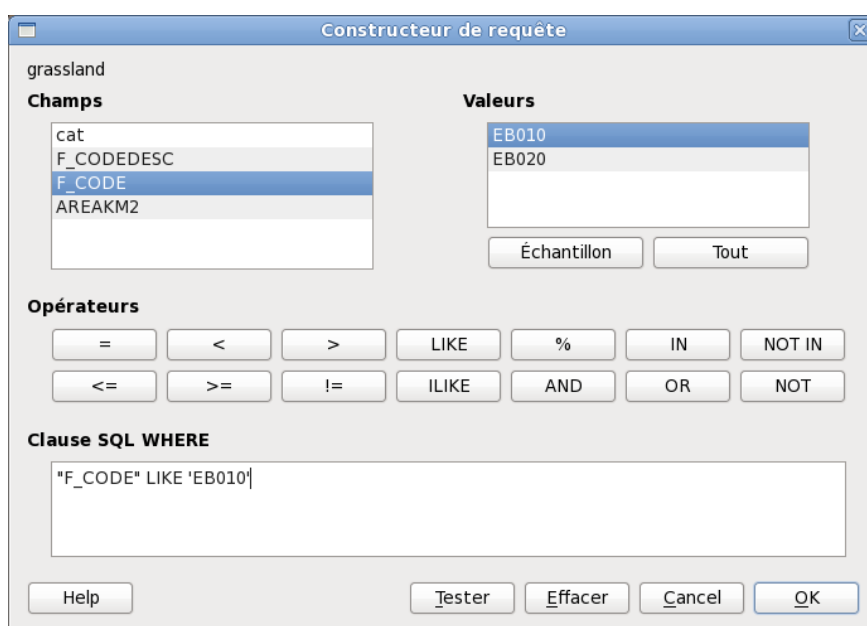 Constructeur de requête
grassland
Champs
Valeurs
cat
F_CODEDESC
F_CODE
AREAKM2
EB010
EB020
Échantillon Tout
Opérateurs
= < > LIKE % IN NOT IN
<= >= != ILIKE AND OR NOT
Clause SQL WHERE
"F_CODE" LIKE 'EB010'
Help Tester Effacer Cancel OK